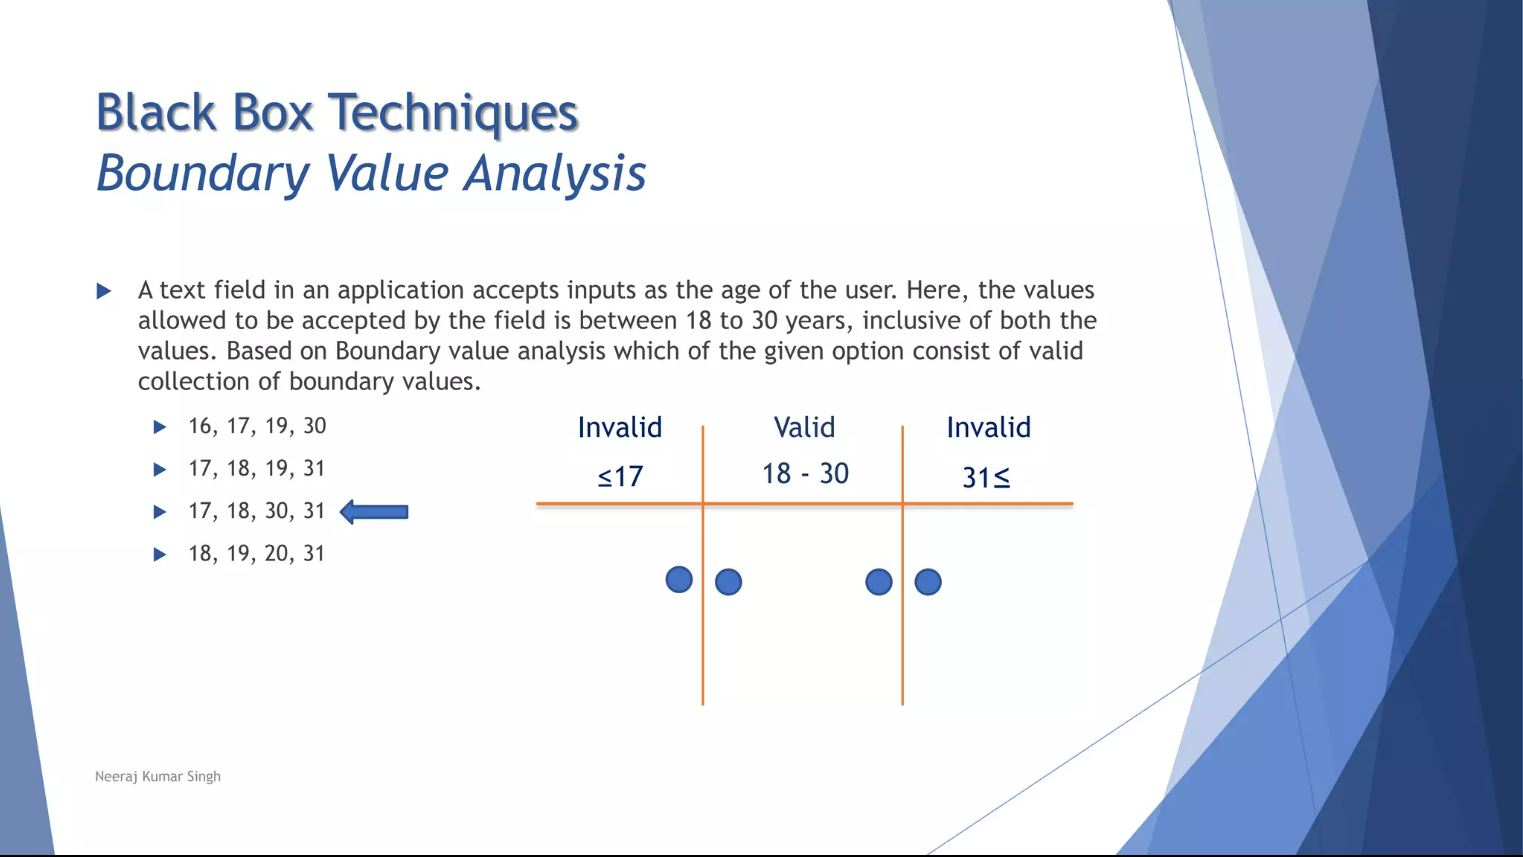 Black Box Techniques
Boundary Value Analysis
A text field in an application accepts inputs as the age of the user. Here, the values
allowed to be accepted by the field is between 18 to 30 years, inclusive of both the
values. Based on Boundary value analysis which of the given option consist of valid
collection of boundary values.
16, 17, 19, 30
17, 18, 19, 31
17, 18, 30, 31
18, 19, 20, 31
Invalid Valid Invalid
≤17 18 - 30 31≤
Neeraj Kumar Singh